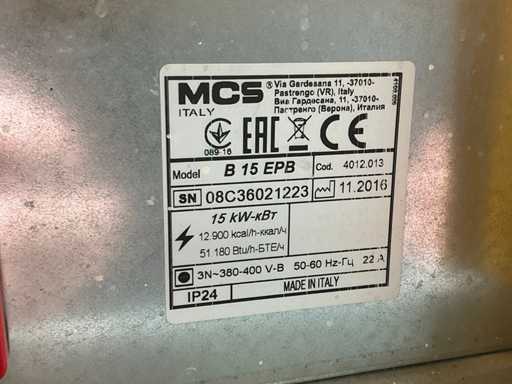 MCS ® Via Gardesana 11, -37010-
ITALY Pastrengo (VR), Italy
Виа Гардесана, 11, -37010-
Пастренго (Верона), Италия
4150.006
089-16 EAC CE
Model B 15 EPB Cod. 4012.013
SN 08C36021223 11.2016
15 kW-кВт
12.900 kcal/h-ккал/ч
51.180 Btu/h-БТЕ/ч
3N~380-400 V-В 50-60 Hz-Гц 22 A
IP24 MADE IN ITALY